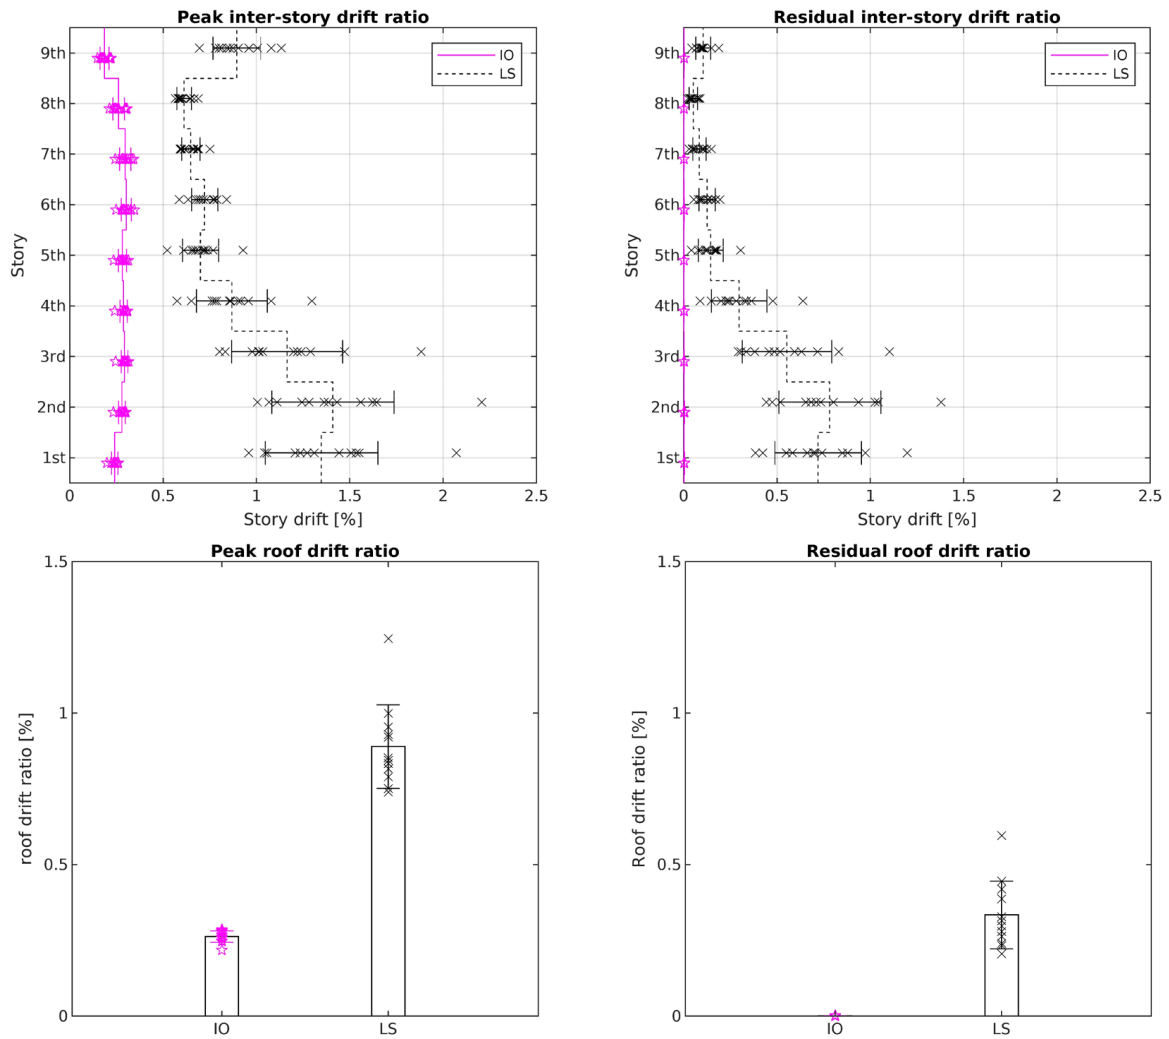 Peak inter-story drift ratio
9th
8th
7th
6th
5th
4th
3rd
2nd
1st
Story
0 0.5 1 1.5 2 2.5
Story drift [%]
IO
LS
Residual inter-story drift ratio
9th
8th
7th
6th
5th
4th
3rd
2nd
1st
Story
0 0.5 1 1.5 2 2.5
Story drift [%]
IO
LS
Peak roof drift ratio
1.5
1
0.5
0
roof drift ratio [%]
IO LS
Residual roof drift ratio
1.5
1
0.5
0
Roof drift ratio [%]
IO LS